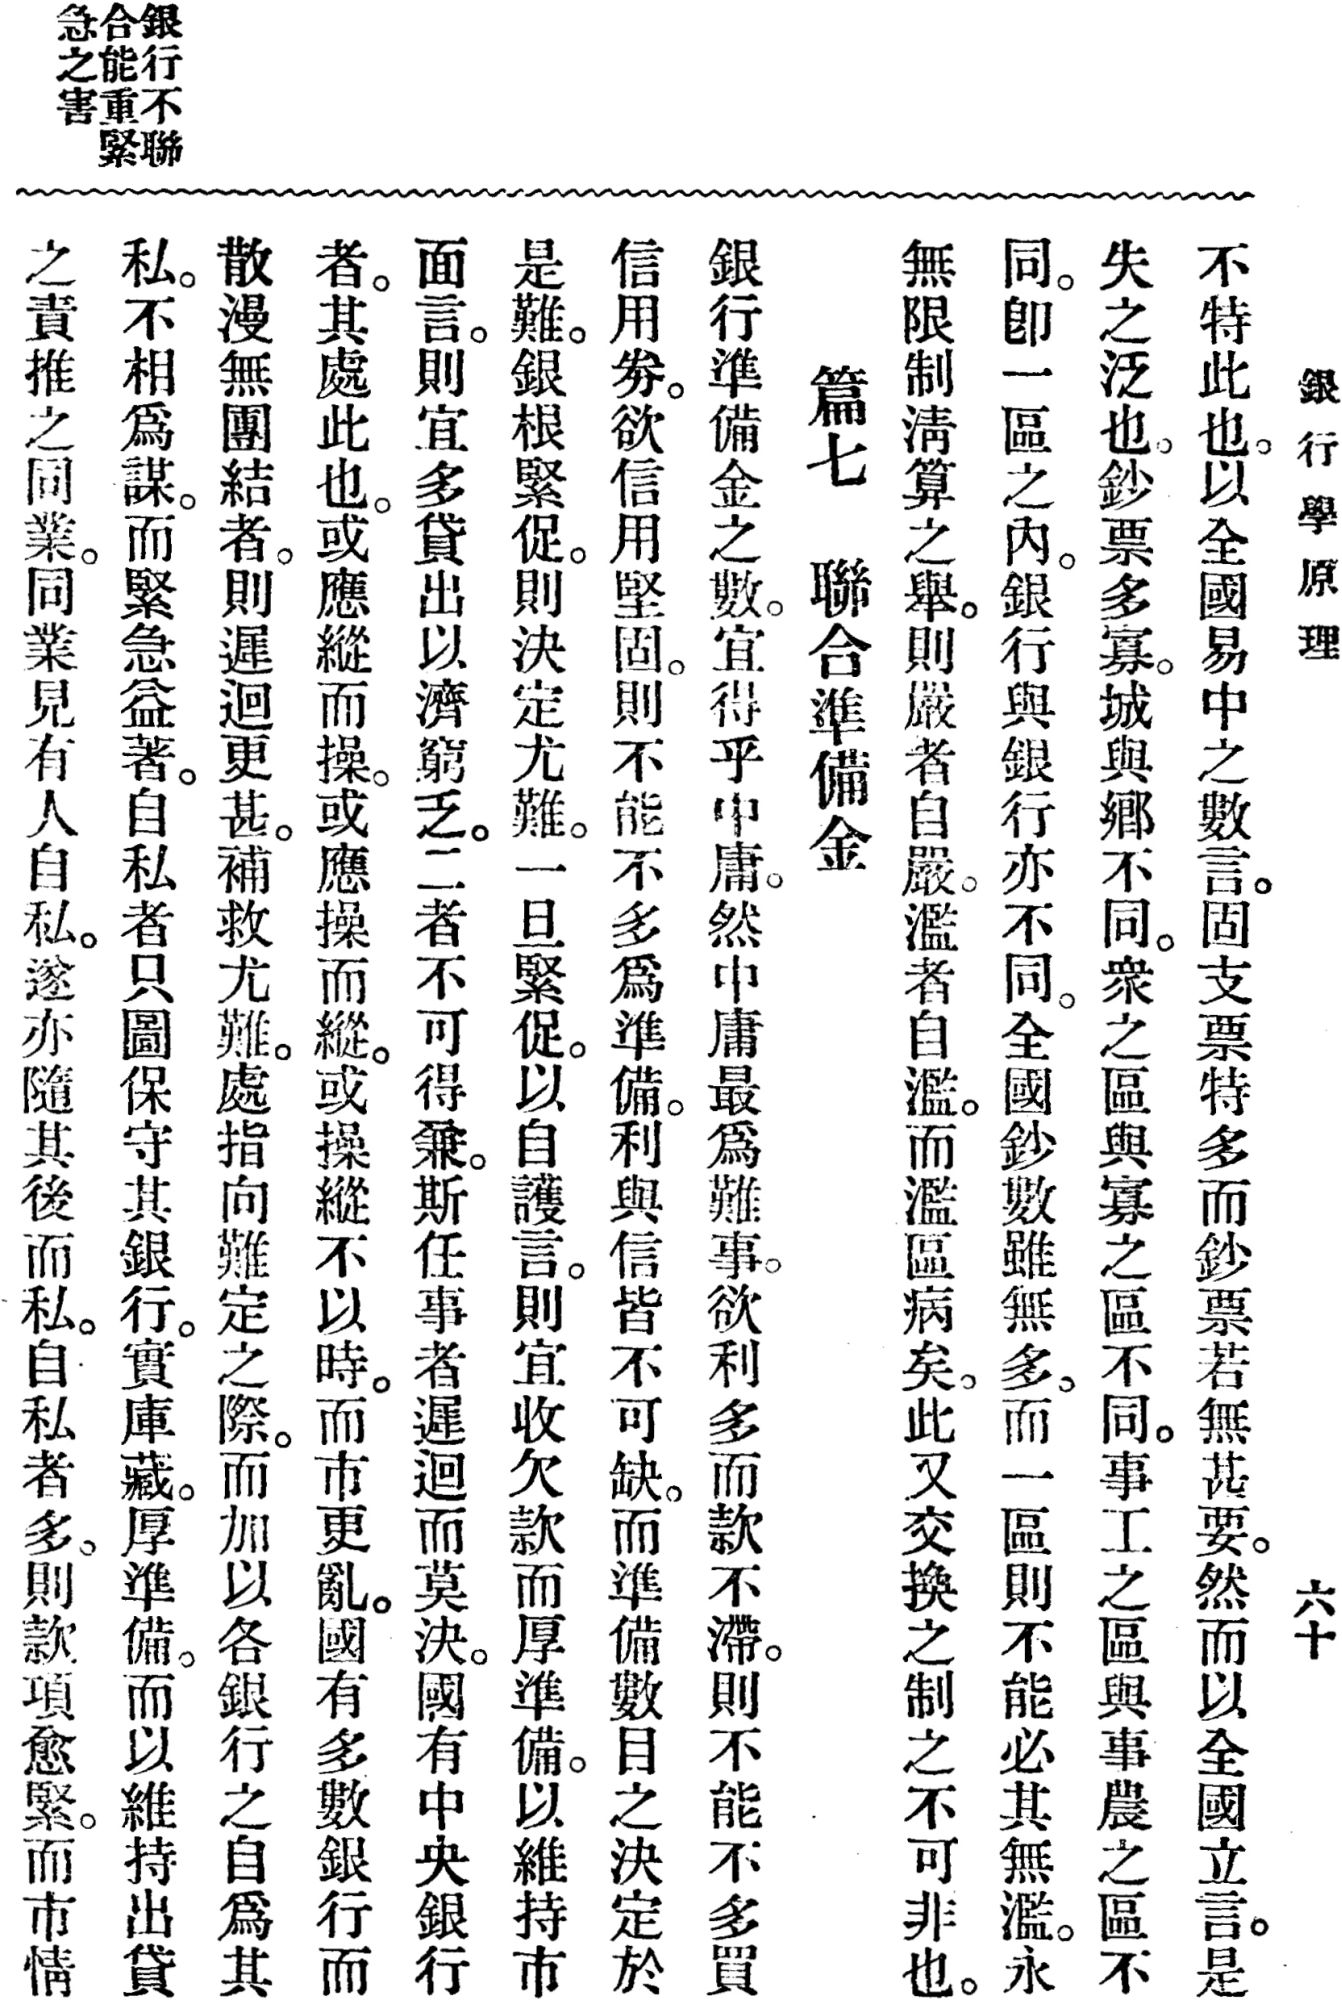 銀行學原理
六十
不特此也。以全國易中之數言。固支票特多而鈔票若無甚要。然而以全國立言。是
失之泛也。鈔票多寡。城與鄉不同。衆之區與寡之區不同。事工之區與事農之區不
同。卽一區之內。銀行與銀行亦不同。全國鈔數雖無多。而一區則不能必其無濫。永
無限制淸算之舉。則嚴者自嚴。濫者自濫。而濫區病矣。此又交換之制之不可非也。
篇七　聯合準備金
銀行準備金之數。宜得乎中庸。然中庸最爲難事。欲利多而款不滯。則不能不多買
信用劵。欲信用堅固。則不能不多爲準備。利與信皆不可缺。而準備數目之決定於
是難。銀根緊促。則決定尤難。一旦緊促。以自護言。則宜收欠款而厚準備。以維持市
面言。則宜多貸出以濟窮乏。二者不可得兼。斯任事者遲迴而莫決。國有中央銀行
者。其處此也。或應縱而操。或應操而縱。或操縱不以時。而市更亂。國有多數銀行而
散漫無團結者。則遲迴更甚。補救尤難。處指向難定之際。而加以各銀行之自爲其
私。不相爲謀。而緊急益著。自私者只圖保守其銀行。實庫藏。厚準備。而以維持出貸
之責推之同業。同業見有人自私。遂亦隨其後而私。自私者多。則款項愈緊。而市情
銀行不聯
合能重緊
急之害